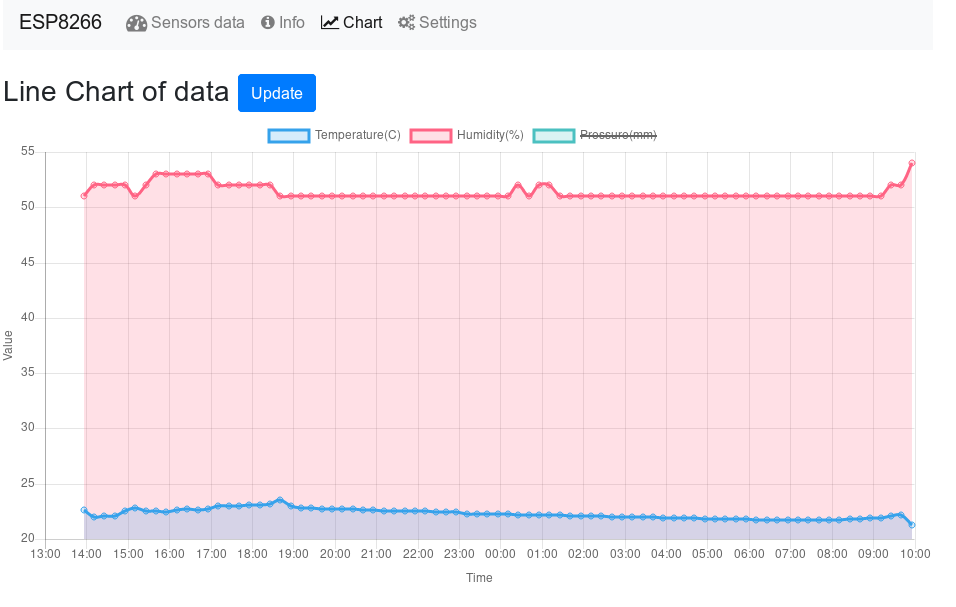 ESP8266 Sensors data Info Chart Settings
Line Chart of data Update
Temperature(C) Humidity(%) Pressure(mm)
55
50
45
40
35
30
25
20
Value
13:00 14:00 15:00 16:00 17:00 18:00 19:00 20:00 21:00 22:00 23:00 00:00 01:00 02:00 03:00 04:00 05:00 06:00 07:00 08:00 09:00 10:00
Time